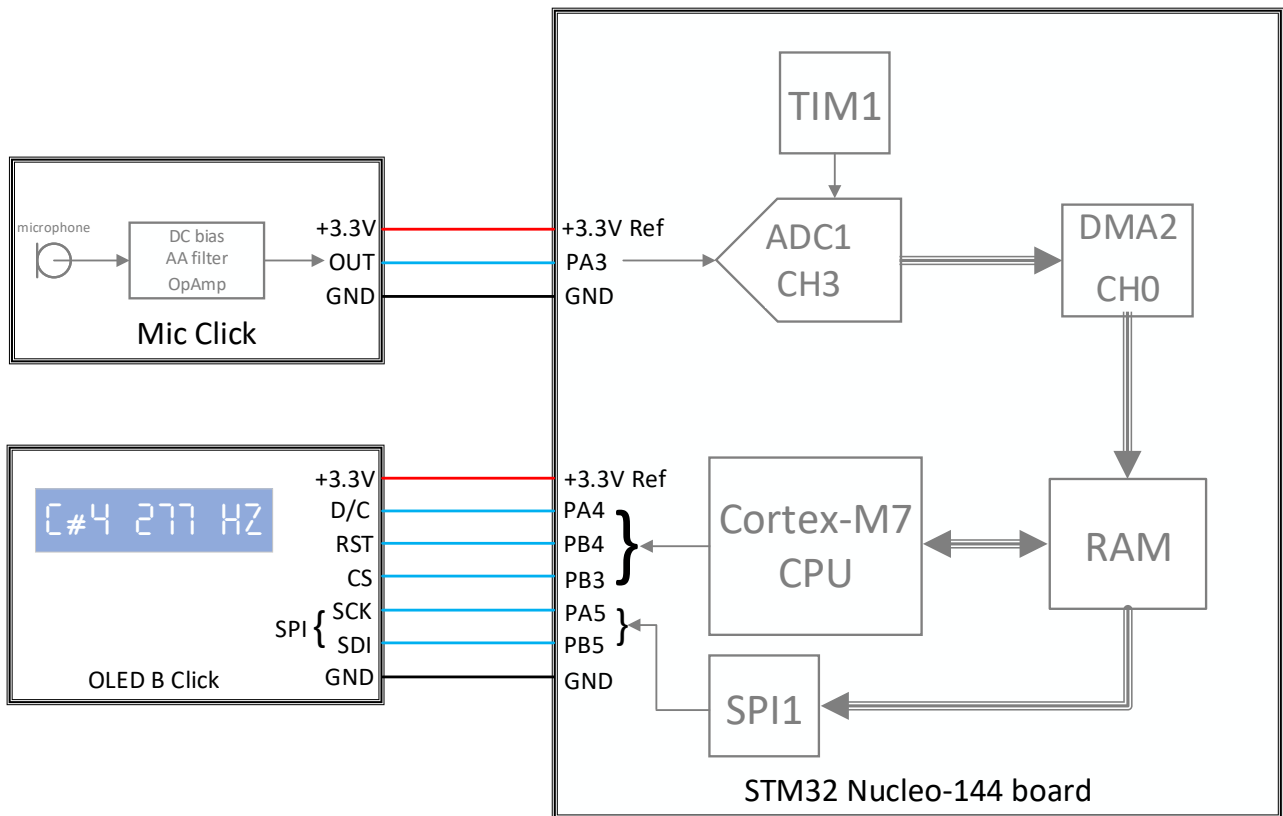 TIM1
microphone
DC bias
AA filter
OpAmp
+3.3V
OUT
GND
Mic Click
+3.3V Ref
PA3
GND
ADC1
CH3
DMA2
CH0
C#4 277 HZ
+3.3V
D/C
RST
CS
SPI {
SCK
SDI
GND
OLED B Click
+3.3V Ref
PA4
PB4
PB3
}
PA5
PB5
}
GND
Cortex-M7
CPU
RAM
SPI1
STM32 Nucleo-144 board